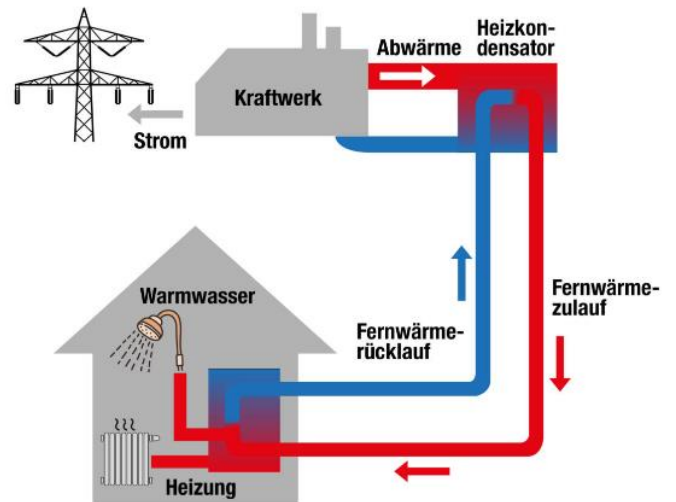 Abwärme
Heizkon-
densator
Kraftwerk
Strom
Warmwasser
Fernwärme-
rücklauf
Fernwärme-
zulauf
Heizung